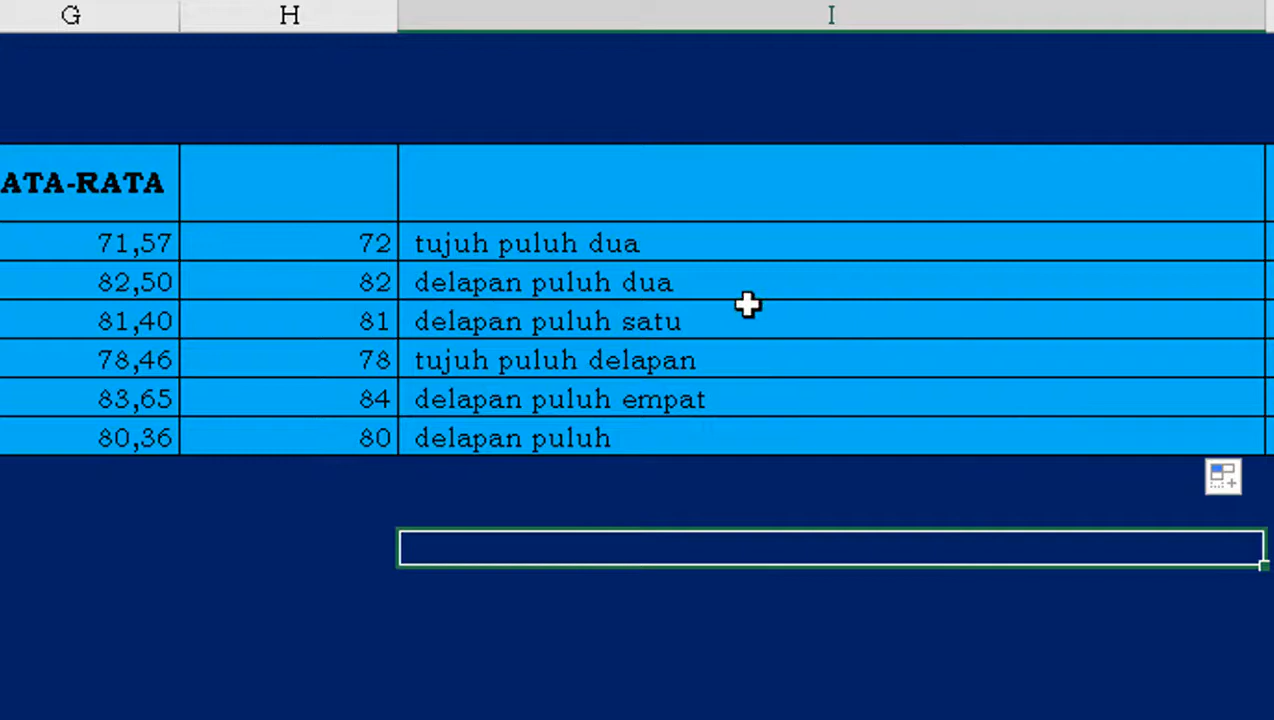 G H I
ATA-RATA
71,57 72 tujuh puluh dua
82,50 82 delapan puluh dua
81,40 81 delapan puluh satu
78,46 78 tujuh puluh delapan
83,65 84 delapan puluh empat
80,36 80 delapan puluh